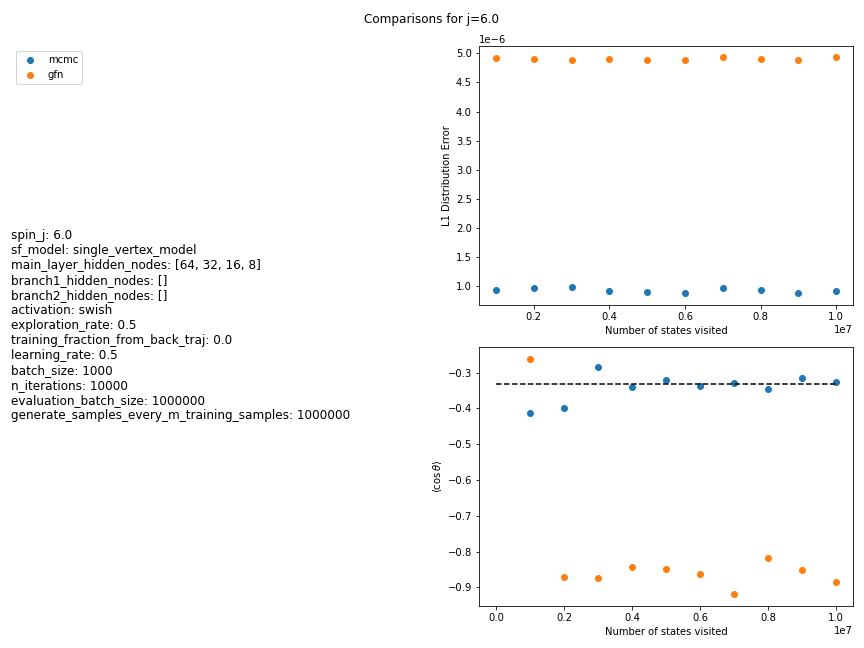 Comparisons for j=6.0
mcmc
gfn
spin_j: 6.0
sf_model: single_vertex_model
main_layer_hidden_nodes: [64, 32, 16, 8]
branch1_hidden_nodes: []
branch2_hidden_nodes: []
activation: swish
exploration_rate: 0.5
training_fraction_from_back_traj: 0.0
learning_rate: 0.5
batch_size: 1000
n_iterations: 10000
evaluation_batch_size: 1000000
generate_samples_every_m_training_samples: 1000000
1e−6
5.0
4.5
4.0
3.5
3.0
2.5
2.0
1.5
1.0
L1 Distribution Error
0.2 0.4 0.6 0.8 1.0
Number of states visited
1e7
−0.3
−0.4
−0.5
−0.6
−0.7
−0.8
−0.9
⟨cos θ⟩
0.0 0.2 0.4 0.6 0.8 1.0
Number of states visited
1e7